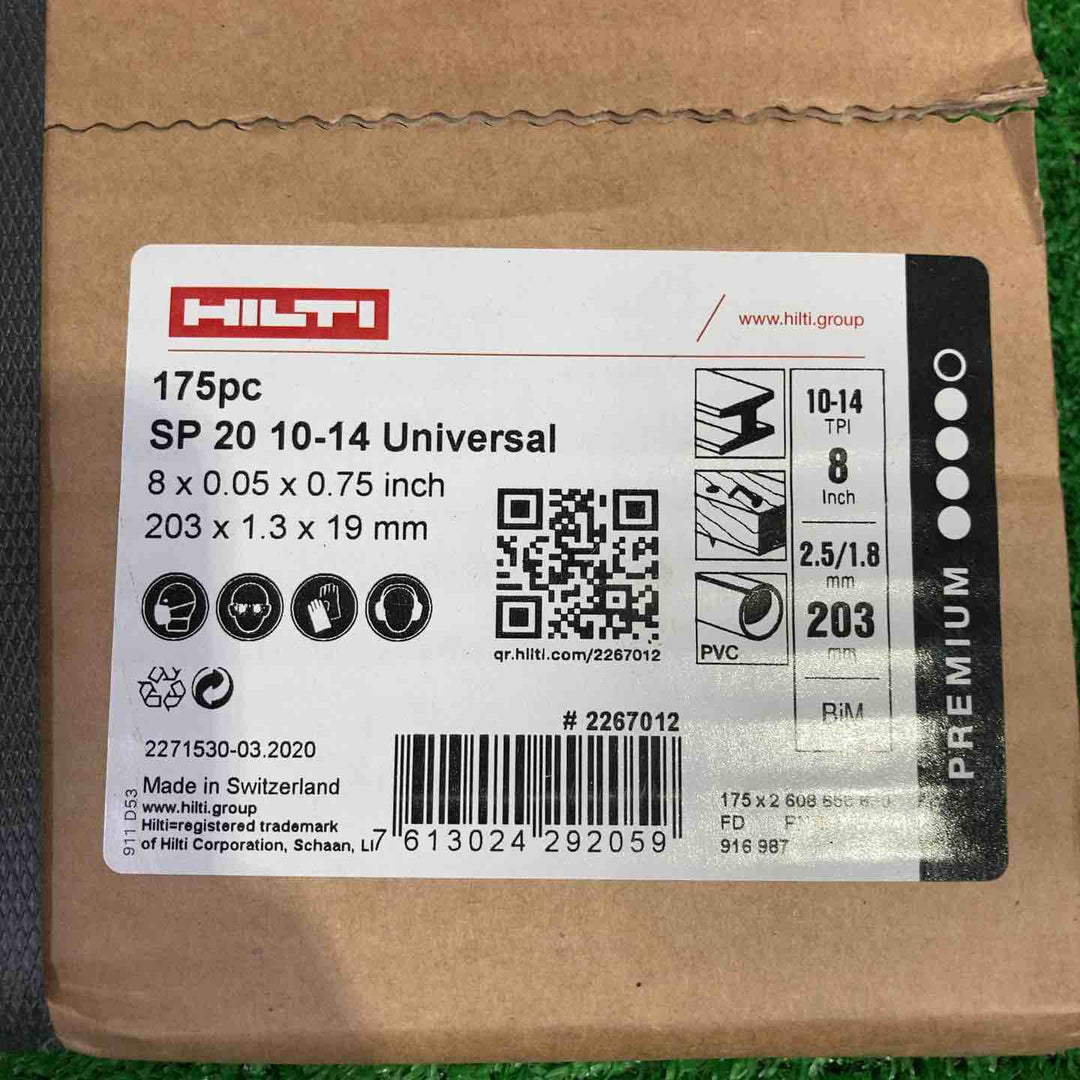 HILTI
www.hilti.group
175pc
SP 20 10-14 Universal
8 x 0.05 x 0.75 inch
203 x 1.3 x 19 mm
qr.hilti.com/2267012
PVC
10-14
TPI
8
Inch
2.5/1.8
mm
203
mm
BiM
PREMIUM
# 2267012
2271530-03.2020
Made in Switzerland
www.hilti.group
Hilti=registered trademark
of Hilti Corporation, Schaan, LI
911 D53
7 613024 292059
175 x 2 608
FD
916 987